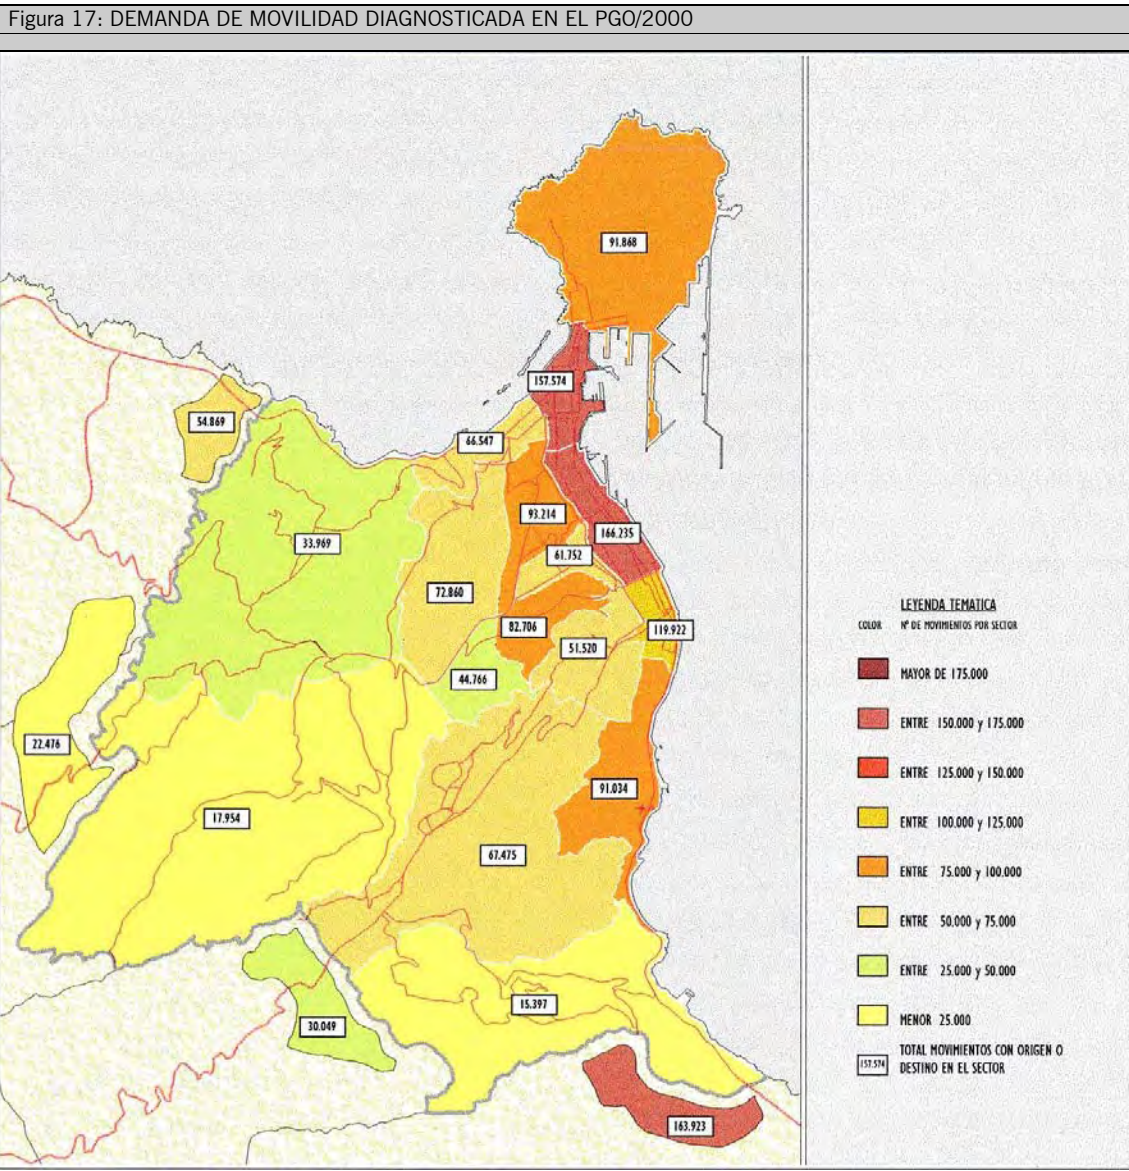 Figura 17: DEMANDA DE MOVILIDAD DIAGNOSTICADA EN EL PGO/2000
91.868
157.574
54.869
66.547
93.214
166.235
33.969
61.752
72.860
82.706
119.922
51.520
44.766
22.476
91.034
17.954
67.475
15.397
30.049
163.923
LEYENDA TEMATICA
COLOR Nº DE MOVIMIENTOS POR SECTOR
MAYOR DE 175.000
ENTRE 150.000 y 175.000
ENTRE 125.000 y 150.000
ENTRE 100.000 y 125.000
ENTRE 75.000 y 100.000
ENTRE 50.000 y 75.000
ENTRE 25.000 y 50.000
MENOR 25.000
157.574 TOTAL MOVIMIENTOS CON ORIGEN O
DESTINO EN EL SECTOR